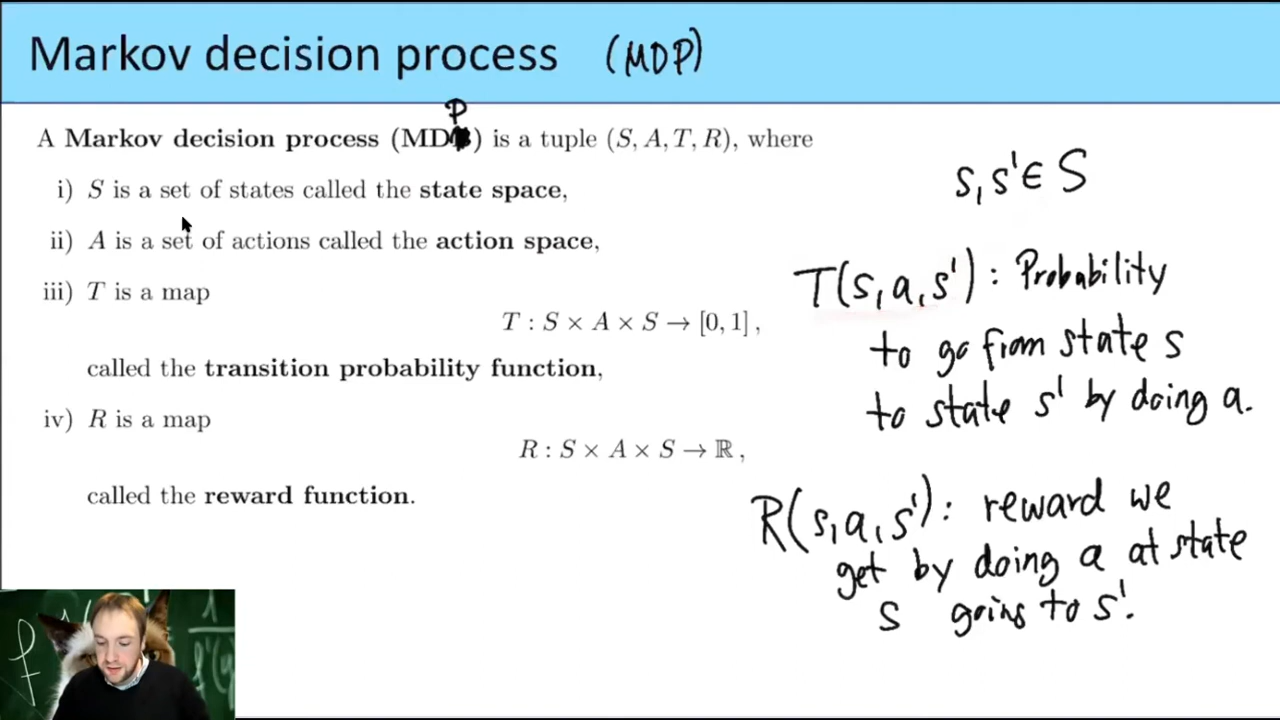 Markov decision process (MDP)
P
A Markov decision process (MD) is a tuple (S, A, T, R), where
i) S is a set of states called the state space,
ii) A is a set of actions called the action space,
iii) T is a map
T : S × A × S → [0, 1] ,
called the transition probability function,
iv) R is a map
R : S × A × S → ℝ ,
called the reward function.
s, s' ∈ S
T(s, a, s') : Probability
to go from state s
to state s' by doing a.
R(s, a, s') : reward we
get by doing a at state
s going to s'.